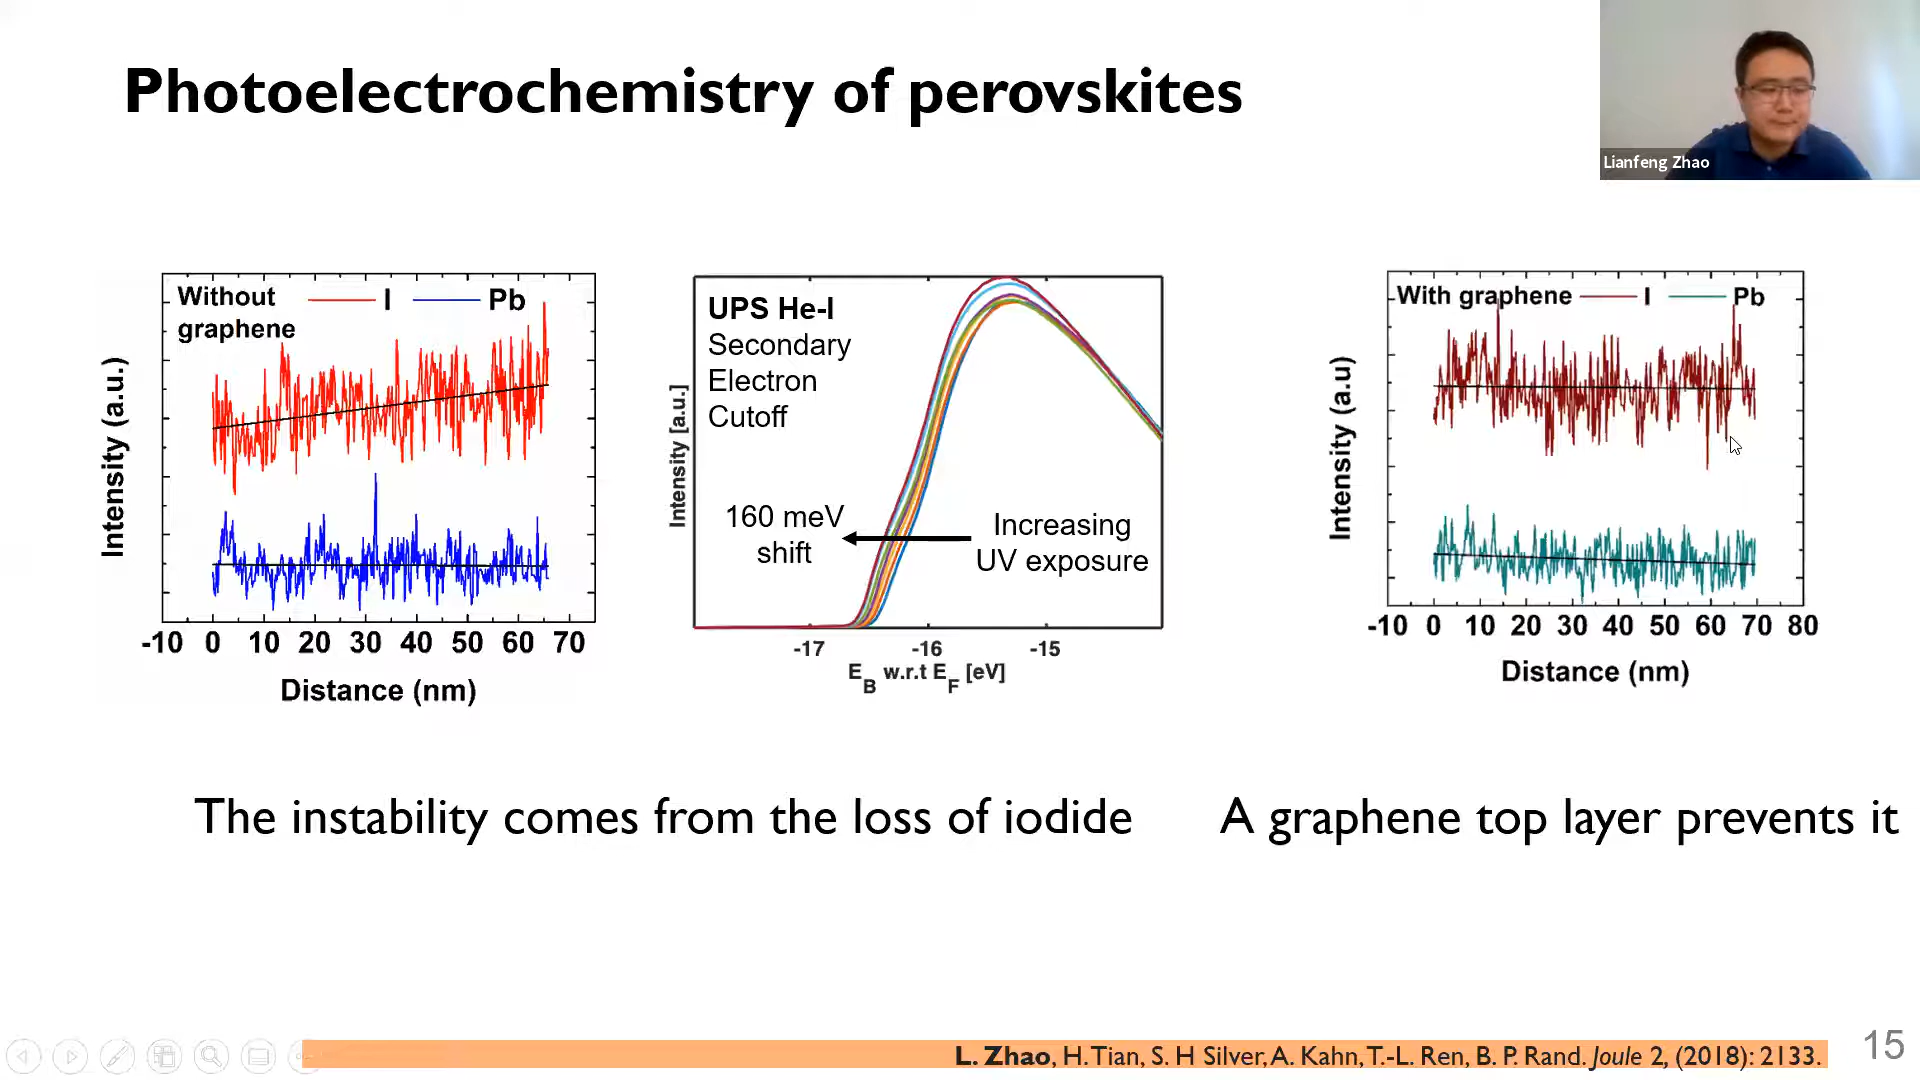 Photoelectrochemistry of perovskites
Lianfeng Zhao
Without
graphene
I
Pb
Intensity (a.u.)
-10 0 10 20 30 40 50 60 70
Distance (nm)
UPS He-I
Secondary
Electron
Cutoff
160 meV
shift
Increasing
UV exposure
Intensity [a.u.]
-17 -16 -15
EB w.r.t EF [eV]
With graphene
I
Pb
Intensity (a.u)
-10 0 10 20 30 40 50 60 70 80
Distance (nm)
The instability comes from the loss of iodide
A graphene top layer prevents it
L. Zhao, H. Tian, S. H Silver, A. Kahn, T.-L. Ren, B. P. Rand. Joule 2, (2018): 2133.
15